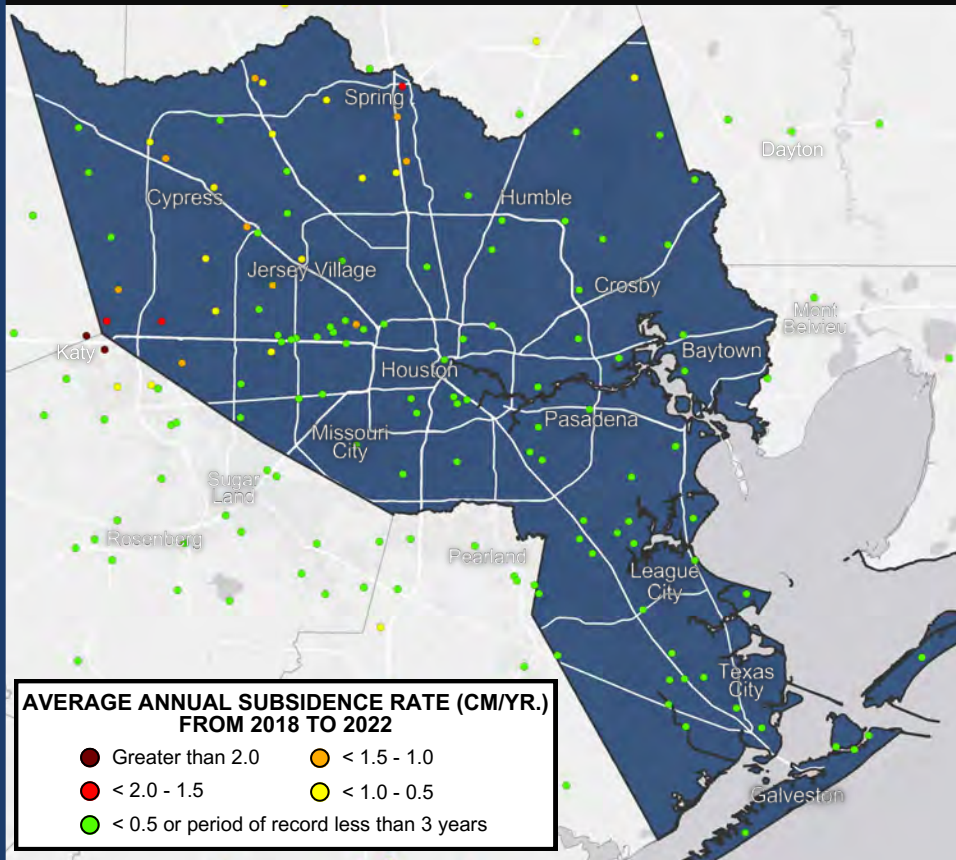 Spring
Dayton
Cypress
Humble
Jersey Village
Crosby
Mont
Belvieu
Katy
Baytown
Houston
Pasadena
Missouri
City
Sugar
Land
Rosenberg
Pearland
League
City
Texas
City
Galveston
AVERAGE ANNUAL SUBSIDENCE RATE (CM/YR.)
FROM 2018 TO 2022
Greater than 2.0
< 1.5 - 1.0
< 2.0 - 1.5
< 1.0 - 0.5
< 0.5 or period of record less than 3 years